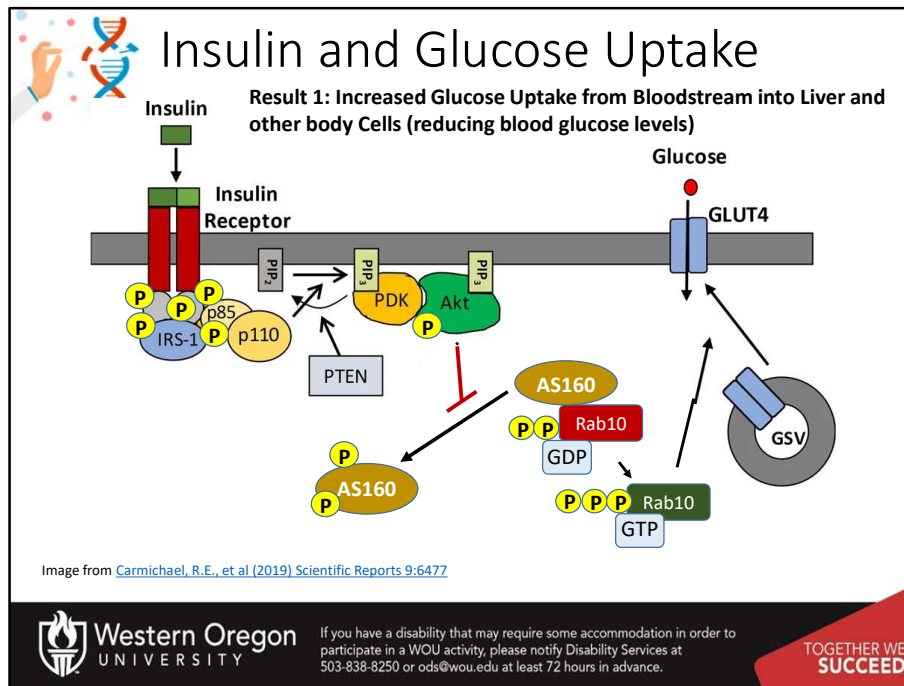 Insulin and Glucose Uptake
Result 1: Increased Glucose Uptake from Bloodstream into Liver and
other body Cells (reducing blood glucose levels)
Insulin
Insulin
Receptor
Glucose
GLUT4
PIP2
PIP3
PIP3
P
P
P
P
P
p85
p110
IRS-1
PDK
Akt
P
PTEN
AS160
P P Rab10
GDP
P
AS160
P
P P P Rab10
GTP
GSV
Image from Carmichael, R.E., et al (2019) Scientific Reports 9:6477
Western Oregon
UNIVERSITY
If you have a disability that may require some accommodation in order to
participate in a WOU activity, please notify Disability Services at
503-838-8250 or ods@wou.edu at least 72 hours in advance.
TOGETHER WE
SUCCEED